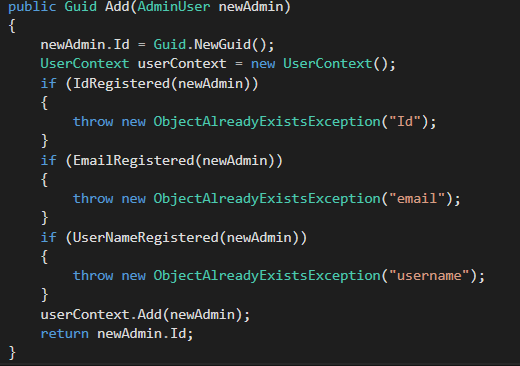 public Guid Add(AdminUser newAdmin)
{
    newAdmin.Id = Guid.NewGuid();
    UserContext userContext = new UserContext();
    if (IdRegistered(newAdmin))
    {
        throw new ObjectAlreadyExistsException("Id");
    }
    if (EmailRegistered(newAdmin))
    {
        throw new ObjectAlreadyExistsException("email");
    }
    if (UserNameRegistered(newAdmin))
    {
        throw new ObjectAlreadyExistsException("username");
    }
    userContext.Add(newAdmin);
    return newAdmin.Id;
}